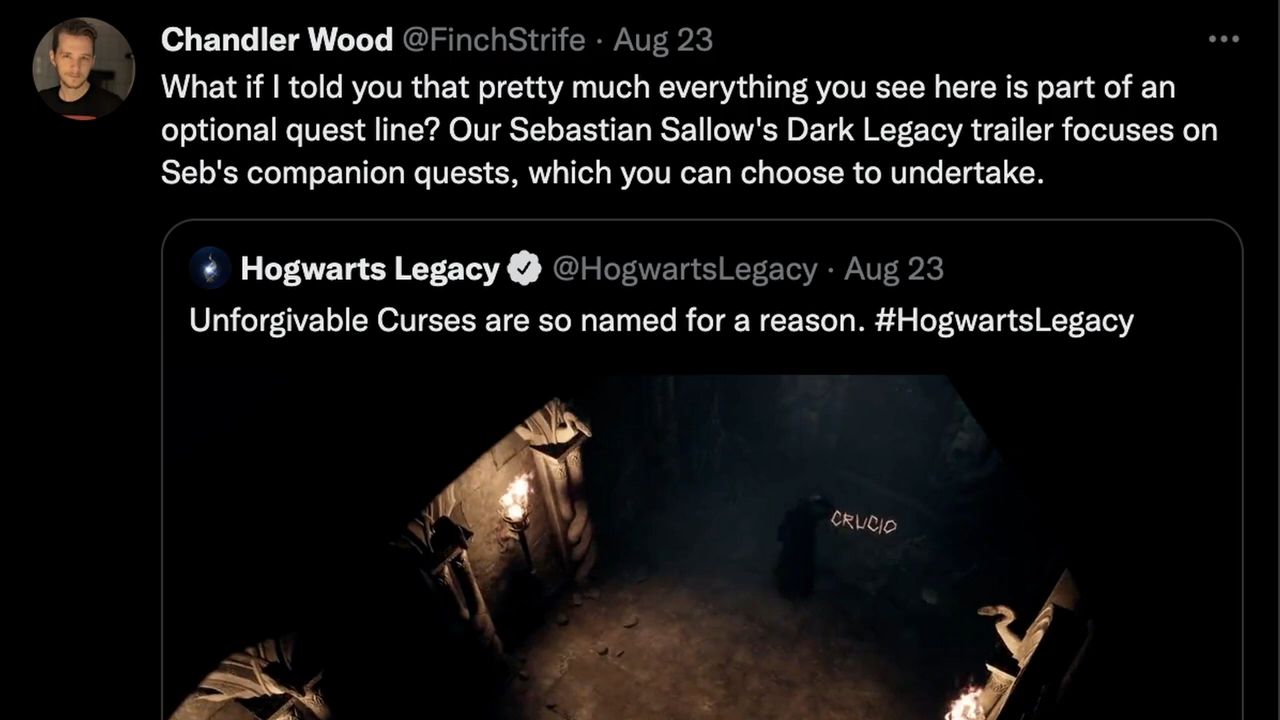 Chandler Wood @FinchStrife · Aug 23
What if I told you that pretty much everything you see here is part of an
optional quest line? Our Sebastian Sallow's Dark Legacy trailer focuses on
Seb's companion quests, which you can choose to undertake.
Hogwarts Legacy @HogwartsLegacy · Aug 23
Unforgivable Curses are so named for a reason. #HogwartsLegacy
CRUCIO